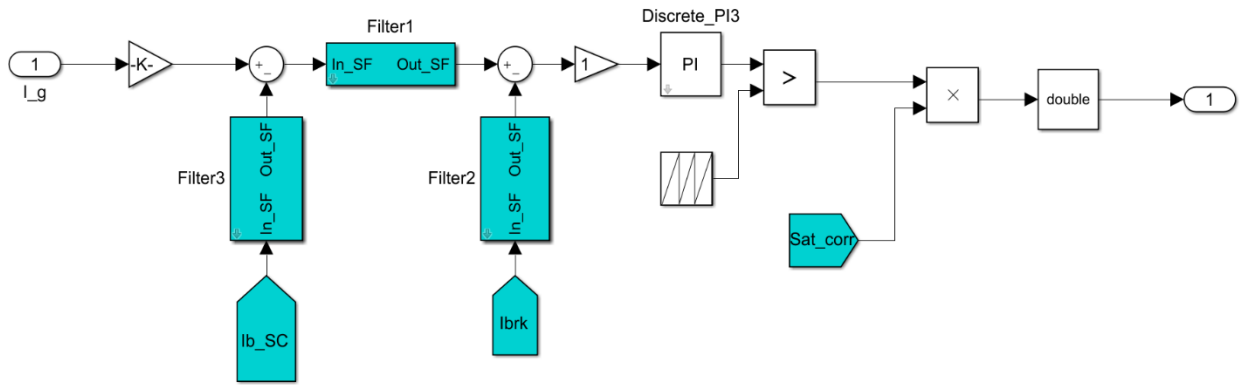 Discrete_PI3
Filter1
1
I_g
-K-
+
-
In_SF Out_SF
+
-
1
PI
>
×
double
1
Filter3
In_SF Out_SF
Filter2
In_SF Out_SF
Sat_corr
Ib_SC
Ibrk